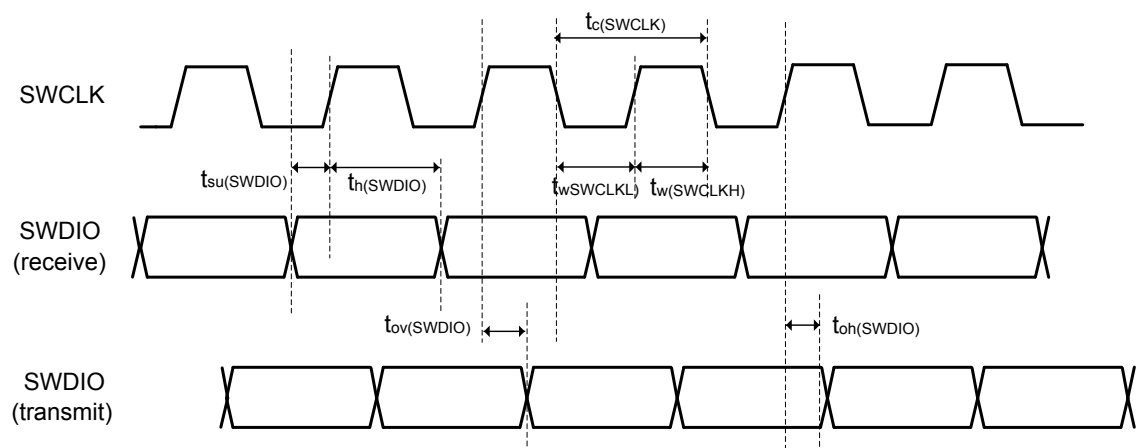 tc(SWCLK)
SWCLK
tsu(SWDIO)
th(SWDIO)
twSWCLKL)
tw(SWCLKH)
SWDIO
(receive)
tov(SWDIO)
toh(SWDIO)
SWDIO
(transmit)